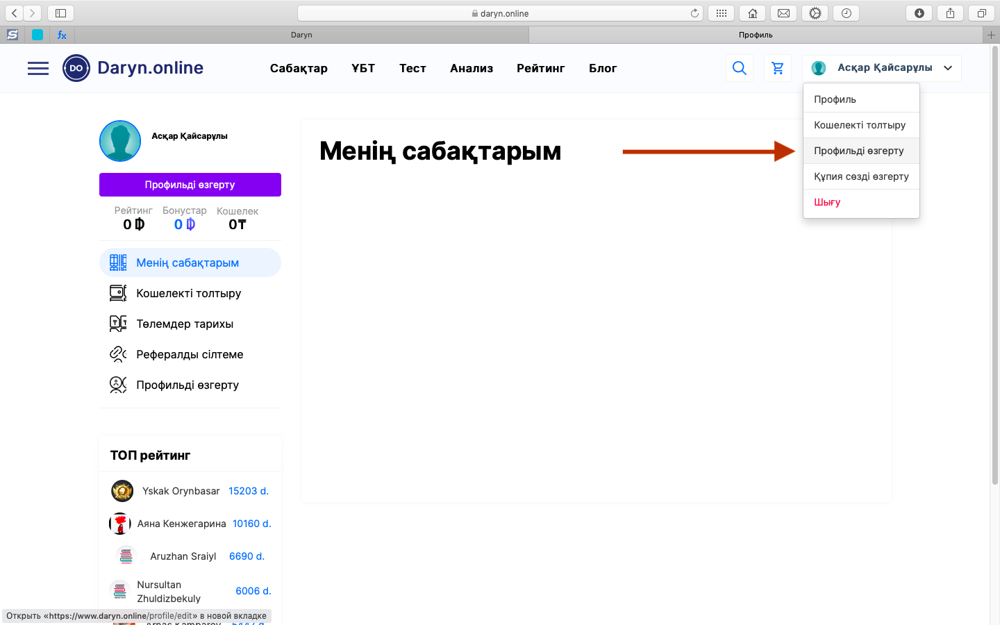 daryn.online
Daryn
Профиль
DO Daryn.online
Сабақтар ҰБТ Тест Анализ Рейтинг Блог
Асқар Қайсарұлы
Профиль
Кошелекті толтыру
Профильді өзгерту
Құпия сөзді өзгерту
Шығу
Асқар Қайсарұлы
Профильді өзгерту
Рейтинг Бонустар Кошелек
0 0 0₸
Менің сабақтарым
Кошелекті толтыру
Төлемдер тарихы
Рефералды сілтеме
Профильді өзгерту
Менің сабақтарым
ТОП рейтинг
Yskak Orynbasar 15203 d.
Аяна Кенжегарина 10160 d.
Aruzhan Sraiyl 6690 d.
Nursultan
Zhuldizbekuly 6006 d.
Открыть «https://www.daryn.online/profile/edit» в новой вкладке